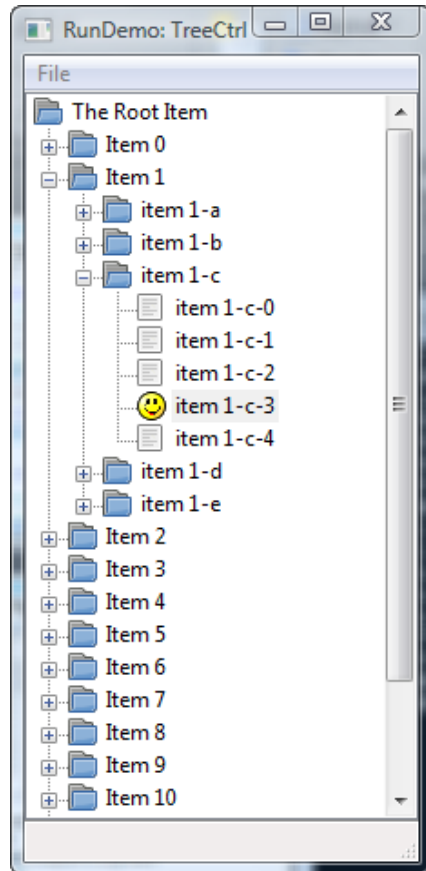 RunDemo: TreeCtrl
File
The Root Item
Item 0
Item 1
item 1-a
item 1-b
item 1-c
item 1-c-0
item 1-c-1
item 1-c-2
item 1-c-3
item 1-c-4
item 1-d
item 1-e
Item 2
Item 3
Item 4
Item 5
Item 6
Item 7
Item 8
Item 9
Item 10